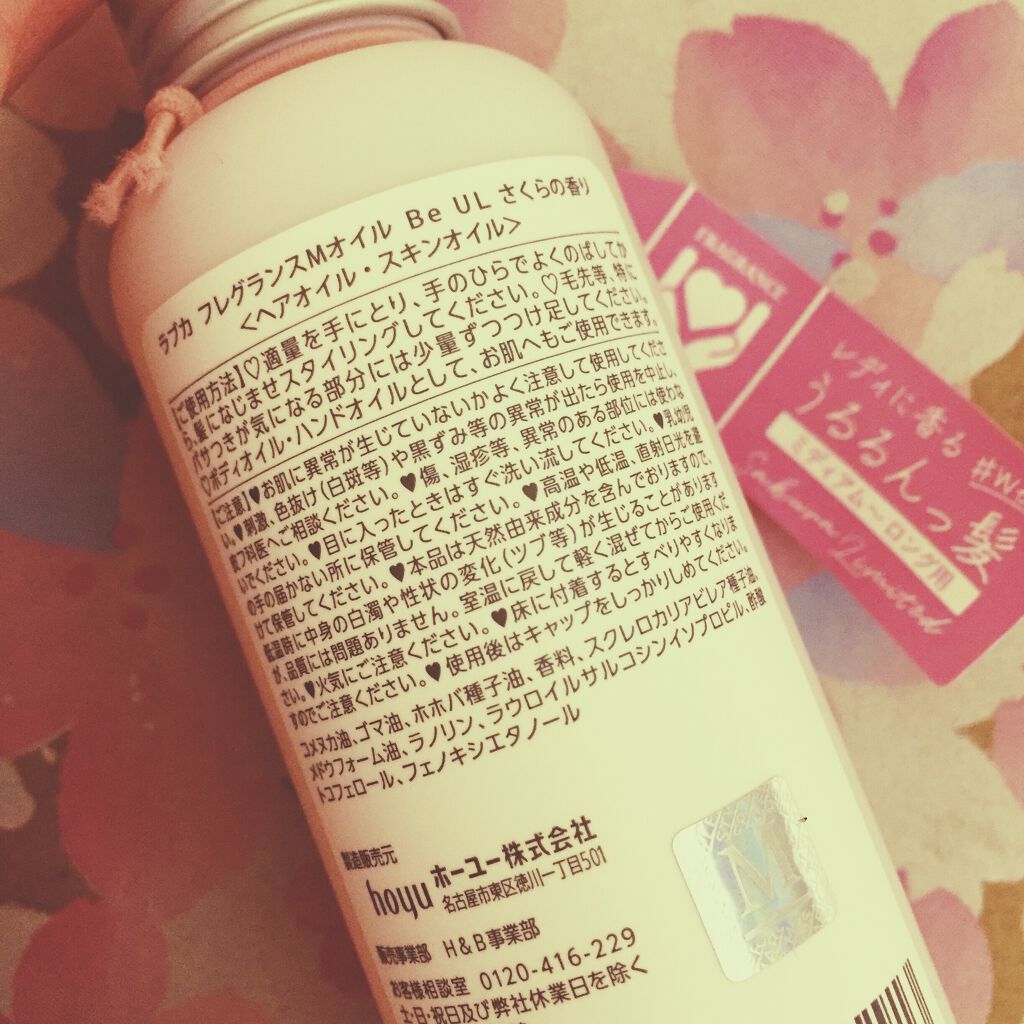 ラブカ フレグランスMオイル Be UL さくらの香り
<ヘアオイル・スキンオイル>
【ご使用方法】♡適量を手にとり、手のひらでよくのばしてか
ら、髪になじませスタイリングしてください。♡毛先等、特に
パサつきが気になる部分には少量ずつつけ足してください。
♡ボディオイル・ハンドオイルとして、お肌へもご使用できます。
【ご注意】♥お肌に異常が生じていないかよく注意して使用してくださ
い。♥刺激、色抜け(白斑等)や黒ずみ等の異常が出たら使用を中止し、
皮フ科医へご相談ください。♥傷、湿疹等、異常のある部位には使わな
いでください。♥目に入ったときはすぐ洗い流してください。♥乳幼児
の手の届かない所に保管してください。♥高温や低温、直射日光を避
けて保管してください。♥本品は天然由来成分を含んでおりますので、
低温時に中身の白濁や性状の変化(ツブ等)が生じることがあります
が、品質には問題ありません。室温に戻して軽く混ぜてからご使用くだ
さい。♥火気にご注意ください。♥床に付着するとすべりやすくなりま
すのでご注意ください。♥使用後はキャップをしっかりしめてください。
コメヌカ油、ゴマ油、ホホバ種子油、香料、スクレロカリアビレア種子油、
メドウフォーム油、ラノリン、ラウロイルサルコシンイソプロピル、酢酸
トコフェロール、フェノキシエタノール
製造販売元
hoyu ホーユー株式会社
名古屋市東区徳川一丁目501
販売事業部 H&B事業部
お客様相談室 0120-416-229
土・日・祝日及び弊社休業日を除く
M
FRAGRANCE
レディに香る
うるるんっ髪
ミディアム～ロング用
Sakura Limited